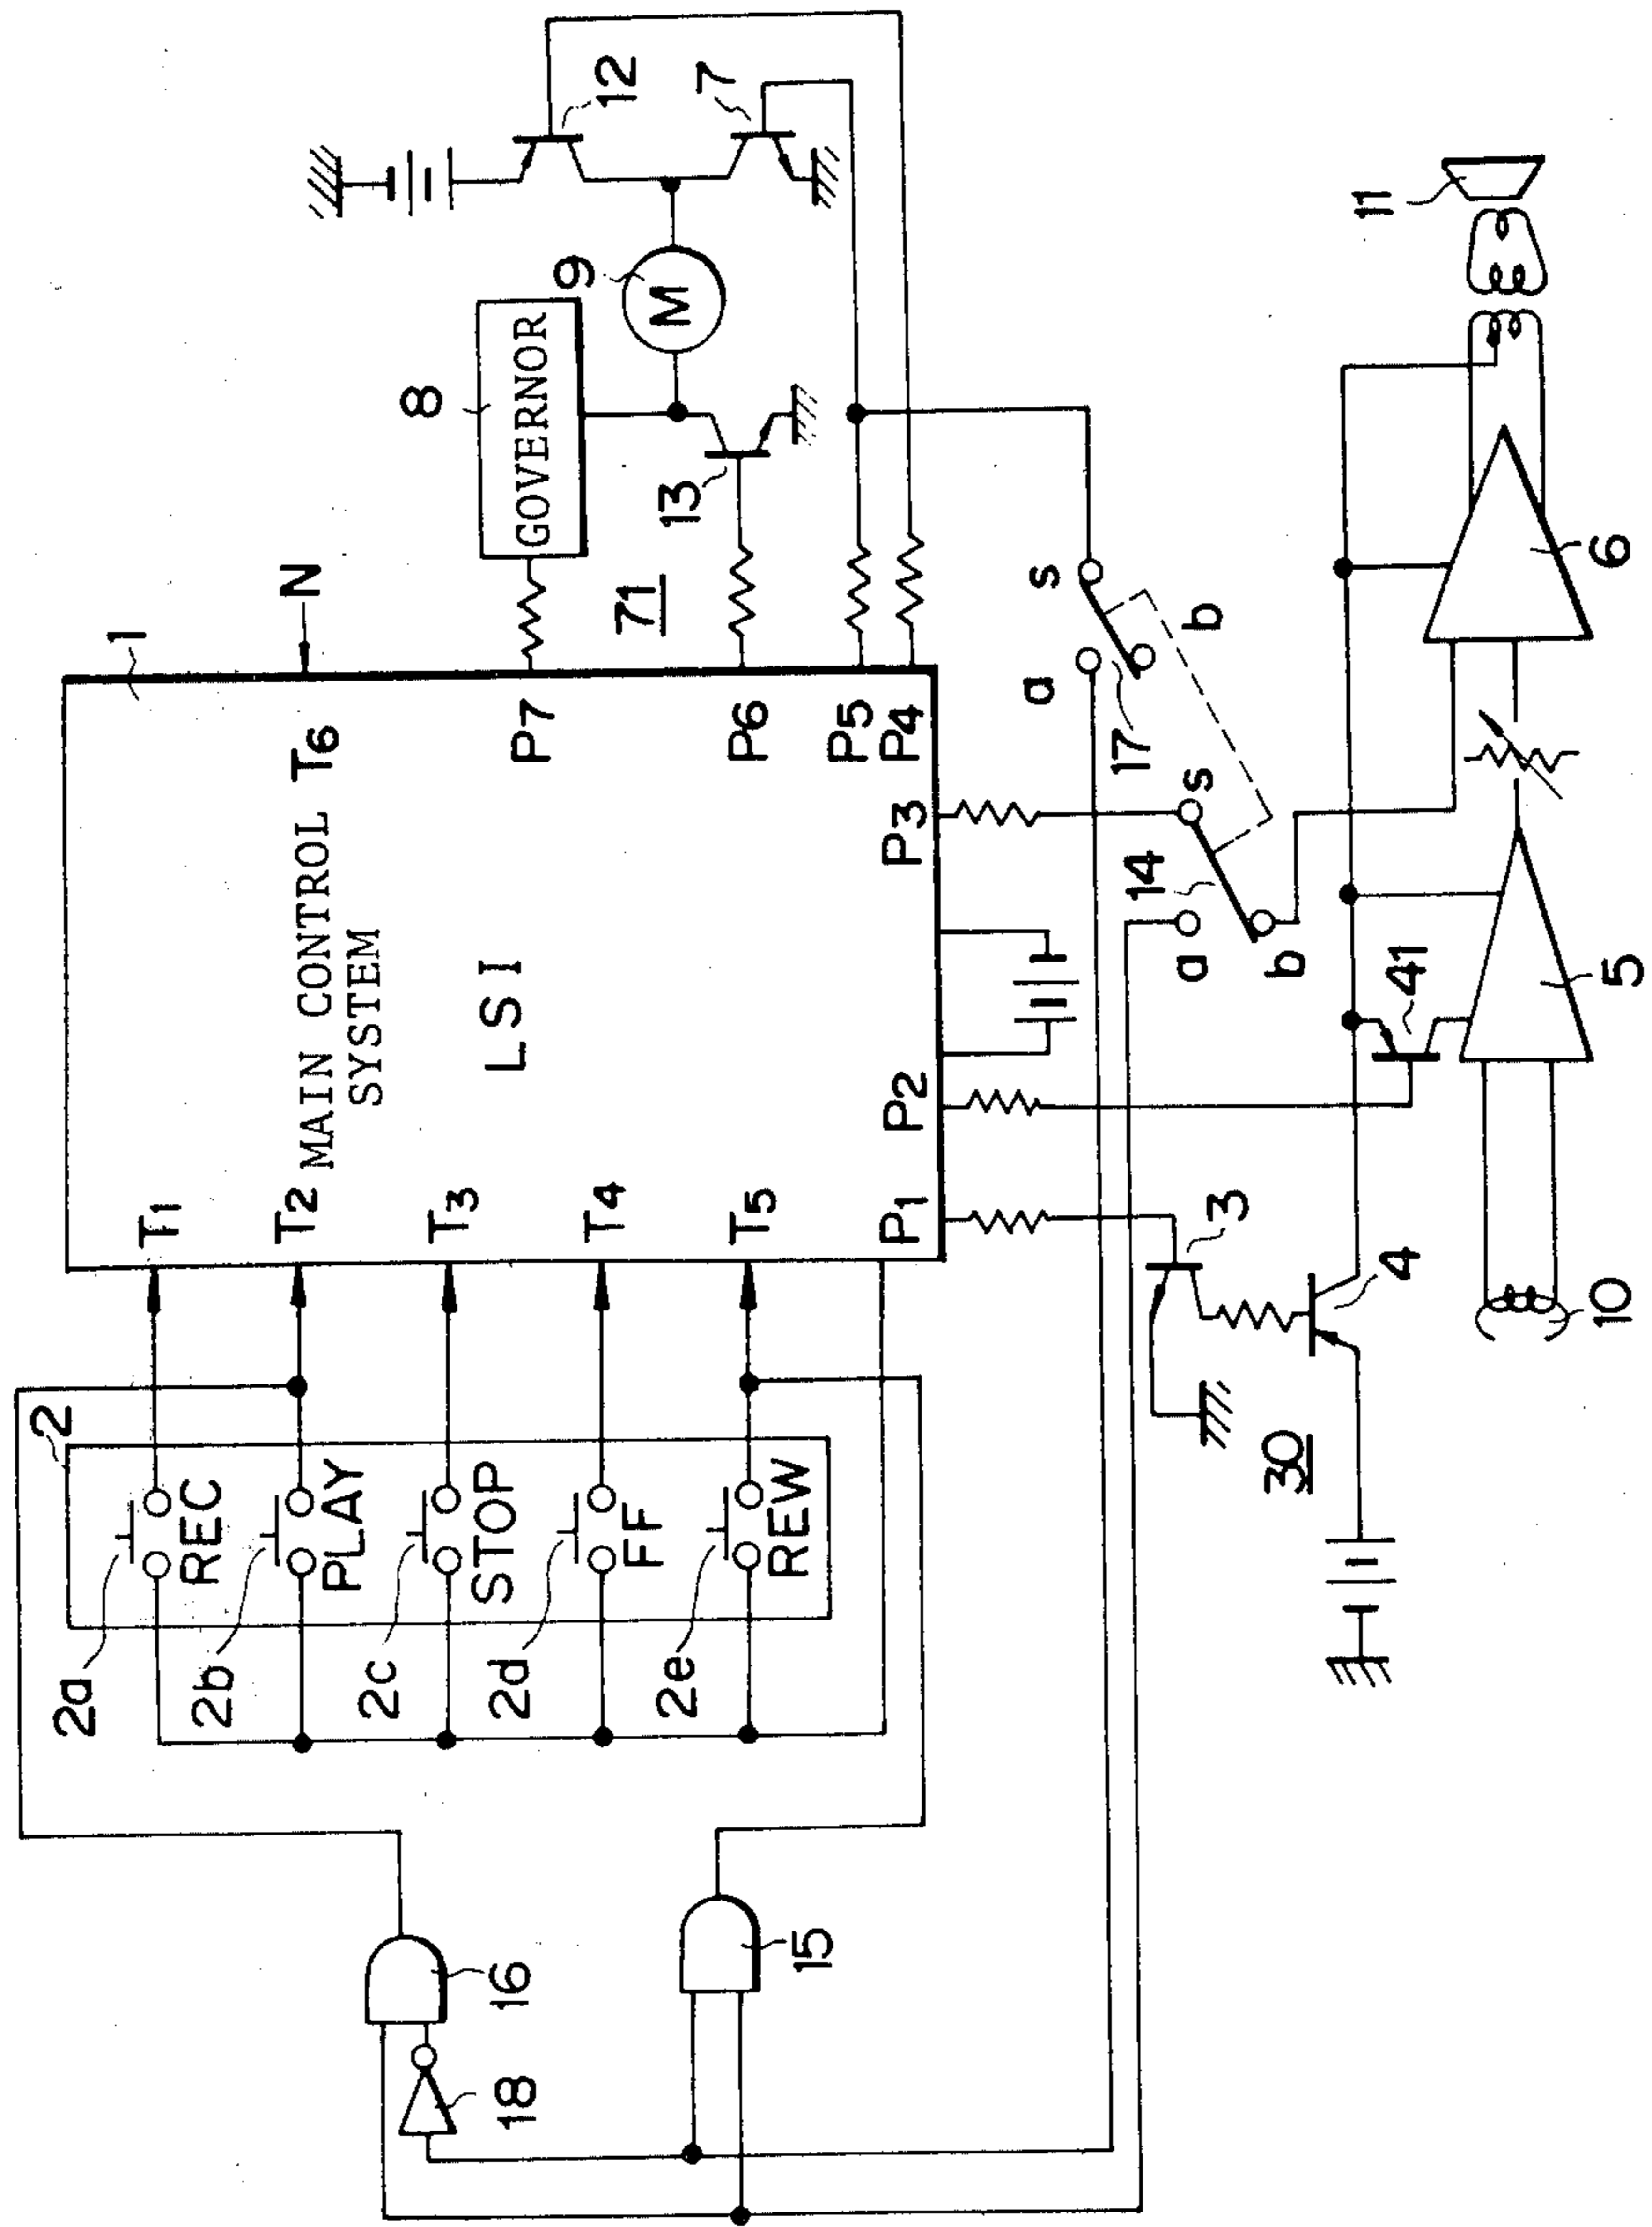 1
N
MAIN CONTROL
SYSTEM
LSI
T1
T2
T3
T4
T5
T6
P1
P2
P3
P4
P5
P6
P7
2
2a
REC
2b
PLAY
2c
STOP
2d
FF
2e
REW
8
GOVERNOR
9
M
12
7
13
71
16
18
15
a
s
b
17
a
s
b
14
3
4
30
41
5
6
10
11